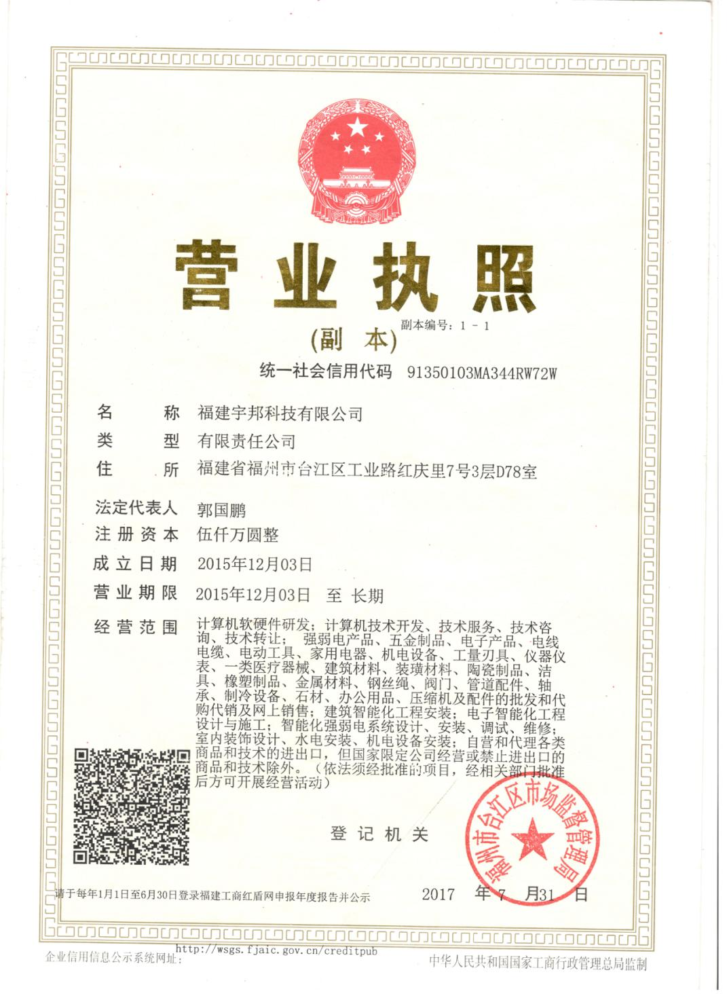 营业执照
(副 本)
副本编号：1－1
统一社会信用代码 91350103MA344RW72W
名称 福建宇邦科技有限公司
类型 有限责任公司
住所 福建省福州市台江区工业路红庆里7号3层D78室
法定代表人 郭国鹏
注册资本 伍仟万圆整
成立日期 2015年12月03日
营业期限 2015年12月03日 至 长期
经营范围 计算机软硬件研发；计算机技术开发、技术服务、技术咨
询、技术转让； 强弱电产品、五金制品、电子产品、电线
电缆、电动工具、家用电器、机电设备、工量刃具、仪器仪
表、一类医疗器械、建筑材料、装璜材料、陶瓷制品、洁
具、橡塑制品、金属材料、钢丝绳、阀门、管道配件、轴
承、制冷设备、石材、办公用品、压缩机及配件的批发和代
购代销及网上销售；建筑智能化工程安装；电子智能化工程
设计与施工；智能化强弱电系统设计、安装、调试、维修；
室内装饰设计、水电安装、机电设备安装；自营和代理各类
商品和技术的进出口，但国家限定公司经营或禁止进出口的
商品和技术除外。（依法须经批准的项目，经相关部门批准
后方可开展经营活动）
登记机关
福州市台江区市场监督管理局
2017 年 7 月 31 日
请于每年1月1日至6月30日登录福建工商红盾网申报年度报告并公示
企业信用信息公示系统网址：
http://wsgs.fjaic.gov.cn/creditpub
中华人民共和国国家工商行政管理总局监制